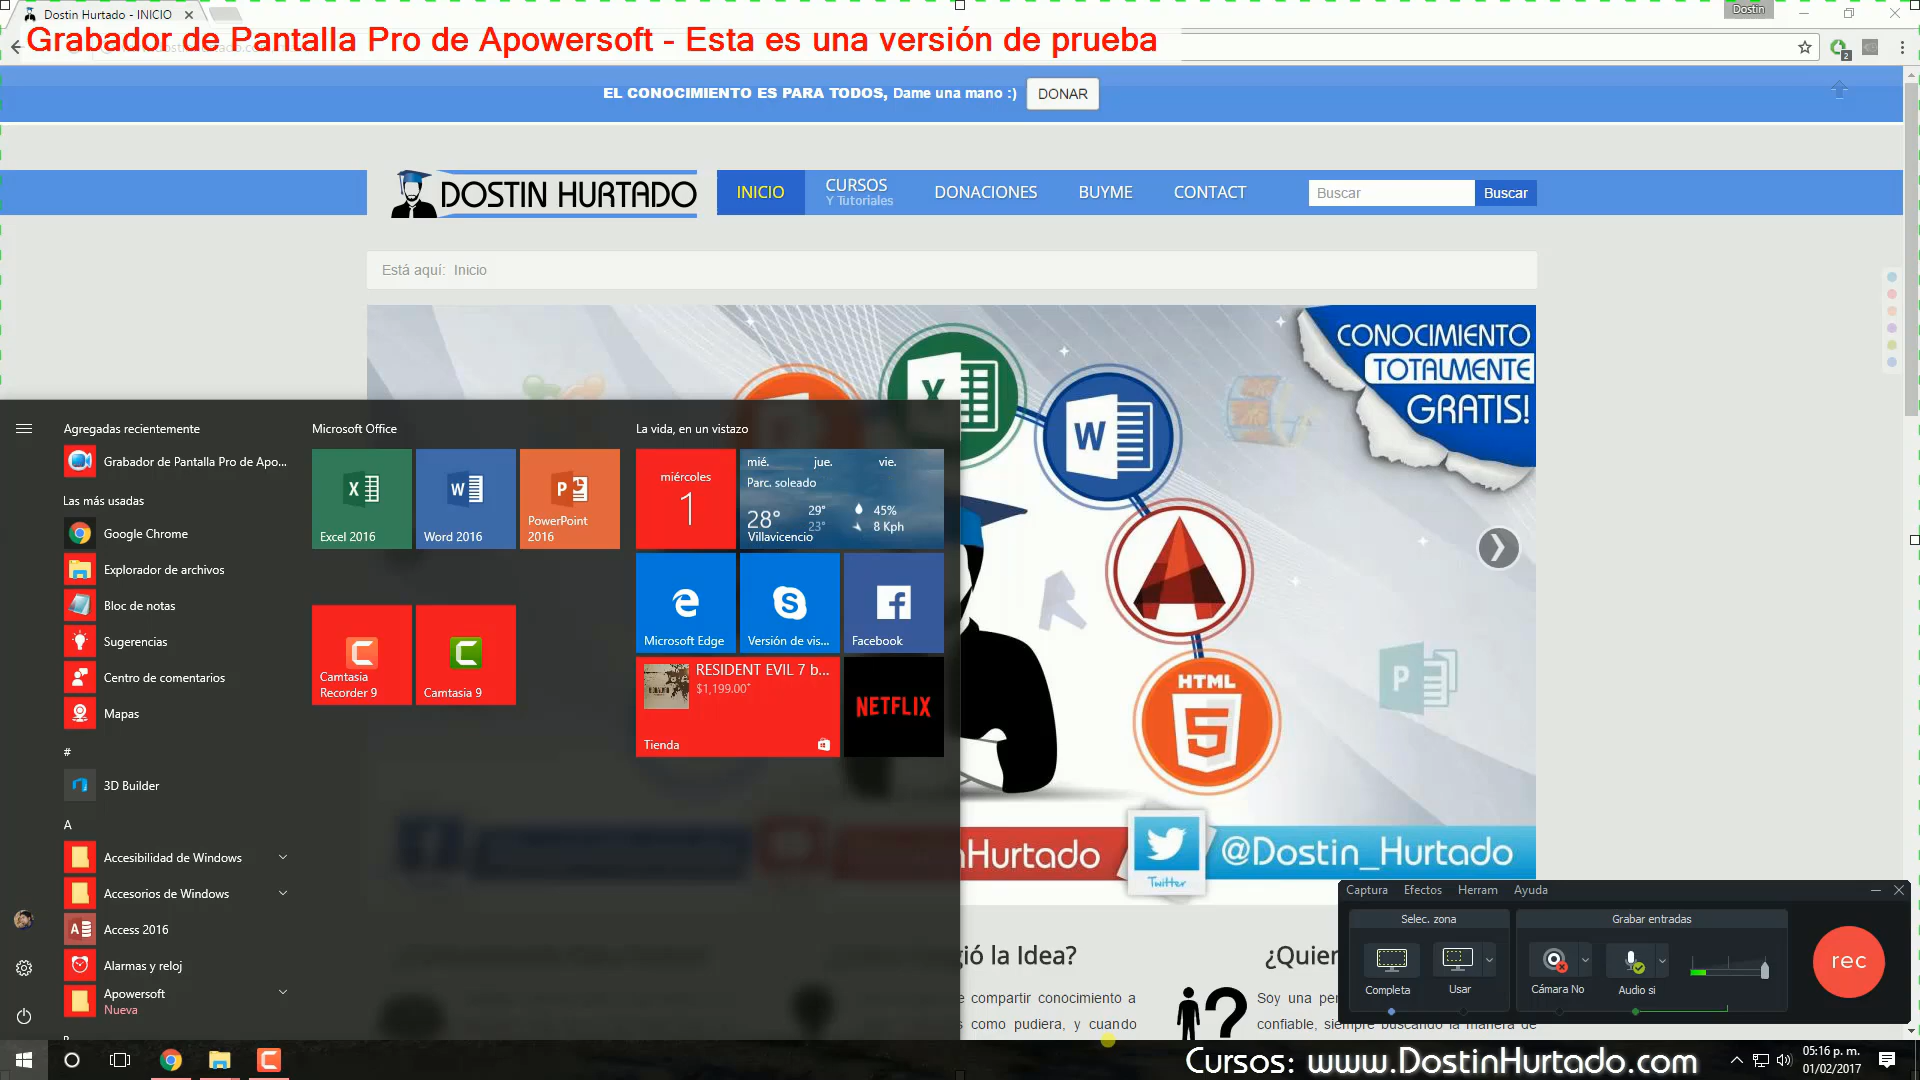 Dostin Hurtado - INICIO
Dostin
Grabador de Pantalla Pro de Apowersoft - Esta es una versión de prueba
2
EL CONOCIMIENTO ES PARA TODOS, Dame una mano :) DONAR
DOSTIN HURTADO
INICIO
CURSOS
Y Tutoriales
DONACIONES
BUYME
CONTACT
Buscar
Buscar
Está aquí: Inicio
CONOCIMIENTO
TOTALMENTE
GRATIS!
HTML
5
nHurtado
Twitter
@Dostin_Hurtado
Agregadas recientemente
Grabador de Pantalla Pro de Apo...
Las más usadas
Google Chrome
Explorador de archivos
Bloc de notas
Sugerencias
Centro de comentarios
Mapas
#
3D Builder
A
Accesibilidad de Windows
Accesorios de Windows
Access 2016
Alarmas y reloj
Apowersoft
Nueva
Microsoft Office
Excel 2016
Word 2016
PowerPoint
2016
Camtasia
Recorder 9
Camtasia 9
La vida, en un vistazo
miércoles
1
mié. jue. vie.
Parc. soleado
28° 29° 23° 45% 8 Kph
Villavicencio
Microsoft Edge
Versión de vis...
Facebook
RESIDENT EVIL 7 b...
$1,199.00*
Tienda
NETFLIX
ió la Idea?
¿Quier
e compartir conocimiento a
s como pudiera, y cuando
Soy una per
confiable, siempre buscando la manera de
Captura Efectos Herram Ayuda
Selec. zona
Grabar entradas
Completa
Usar
Cámara No
Audio si
rec
Cursos: www.DostinHurtado.com
05:16 p. m.
01/02/2017